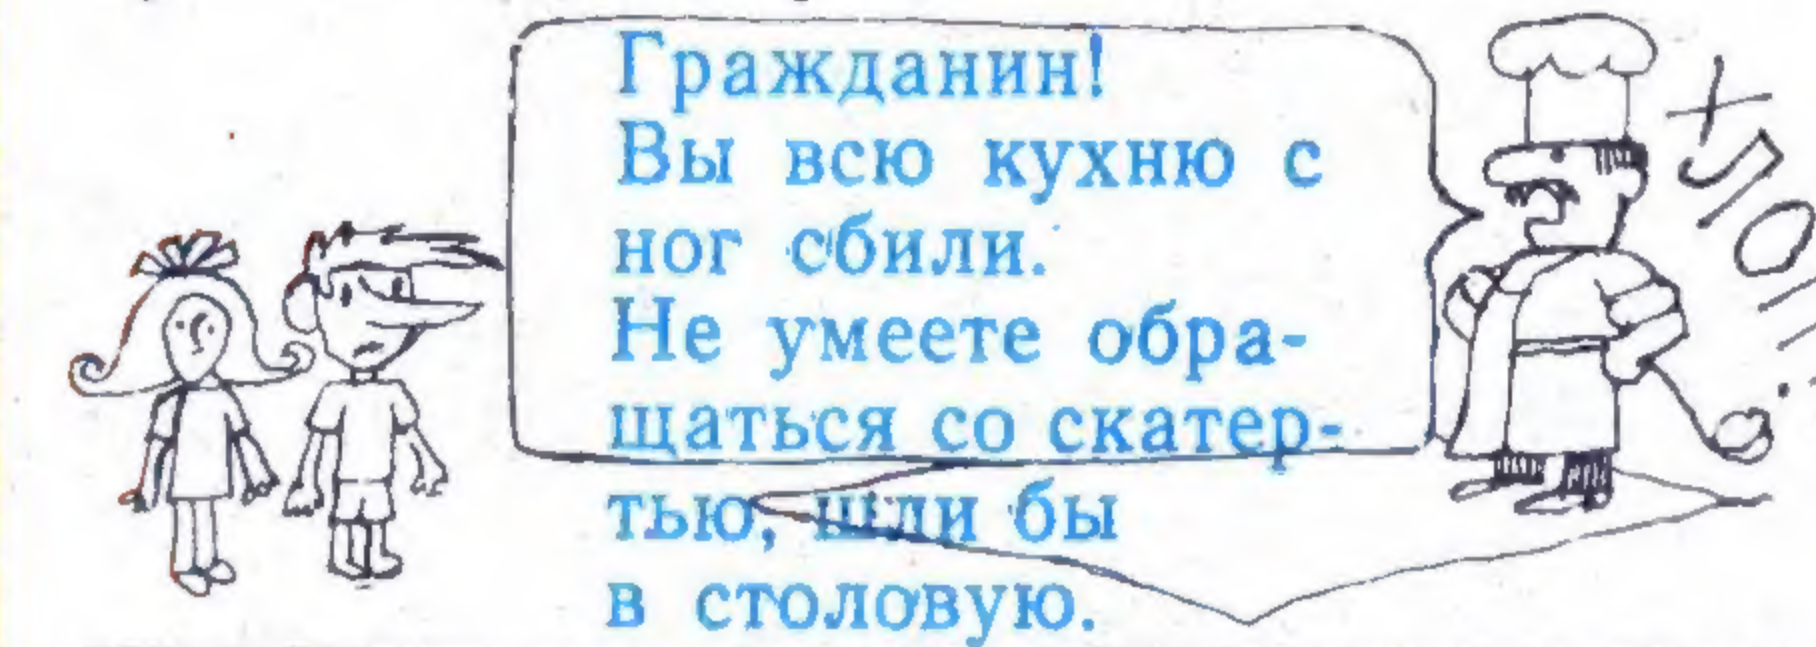 Гражданин!
Вы всю кухню с
ног сбили.
Не умеете обра-
щаться со скатер-
тью, шли бы
в столовую.
хлоп